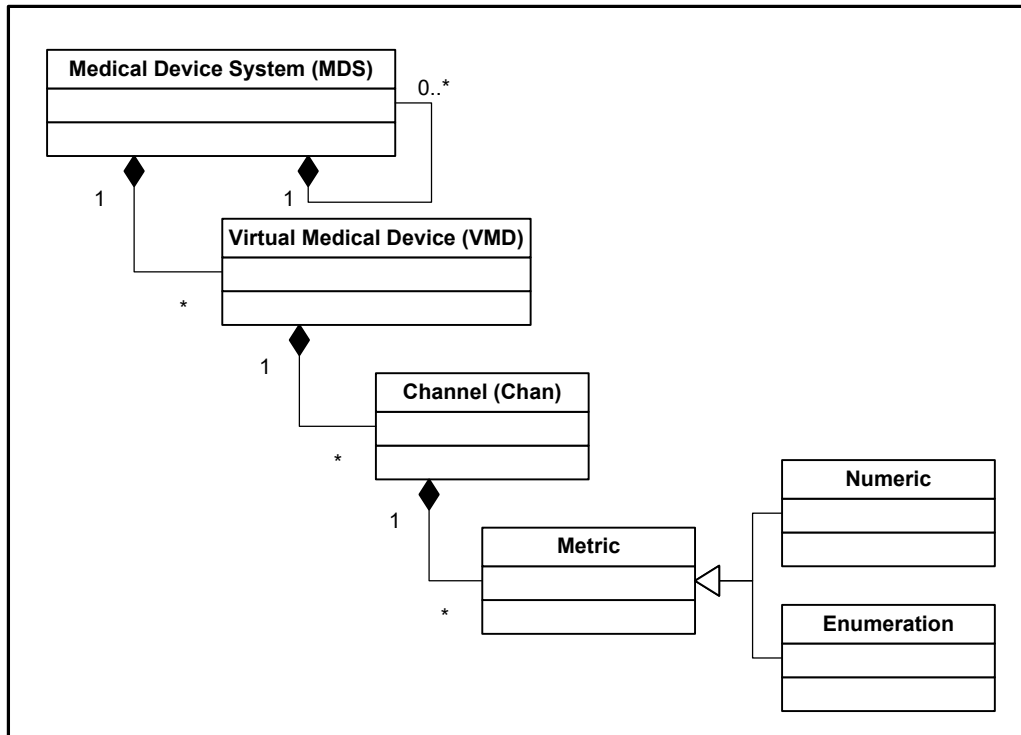 Medical Device System (MDS)
0..*
1
1
Virtual Medical Device (VMD)
*
1
Channel (Chan)
*
1
Numeric
Metric
*
Enumeration